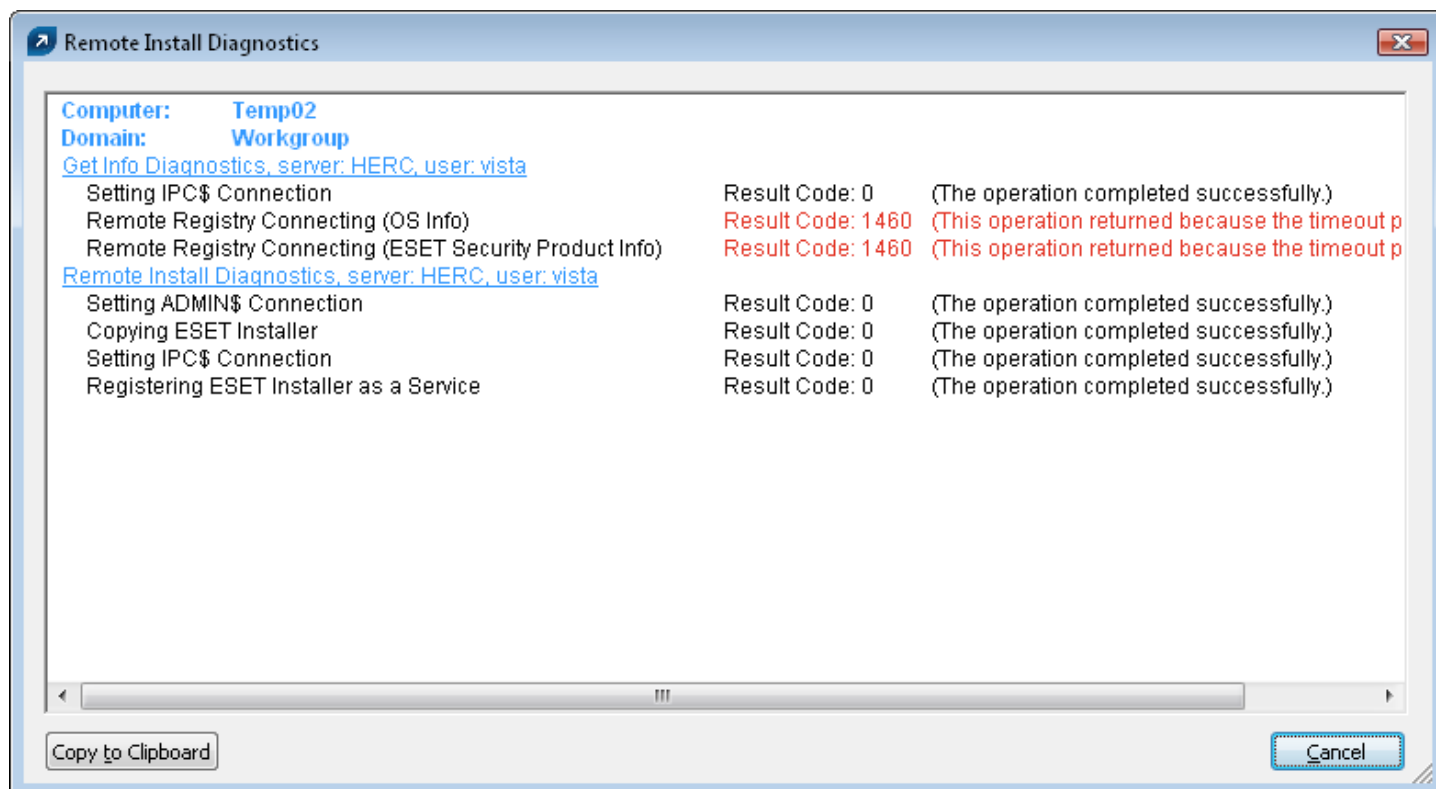 Remote Install Diagnostics
Computer: Temp02
Domain: Workgroup
Get Info Diagnostics, server: HERC, user: vista
Setting IPC$ Connection Result Code: 0 (The operation completed successfully.)
Remote Registry Connecting (OS Info) Result Code: 1460 (This operation returned because the timeout p
Remote Registry Connecting (ESET Security Product Info) Result Code: 1460 (This operation returned because the timeout p
Remote Install Diagnostics, server: HERC, user: vista
Setting ADMIN$ Connection Result Code: 0 (The operation completed successfully.)
Copying ESET Installer Result Code: 0 (The operation completed successfully.)
Setting IPC$ Connection Result Code: 0 (The operation completed successfully.)
Registering ESET Installer as a Service Result Code: 0 (The operation completed successfully.)
Copy to Clipboard Cancel